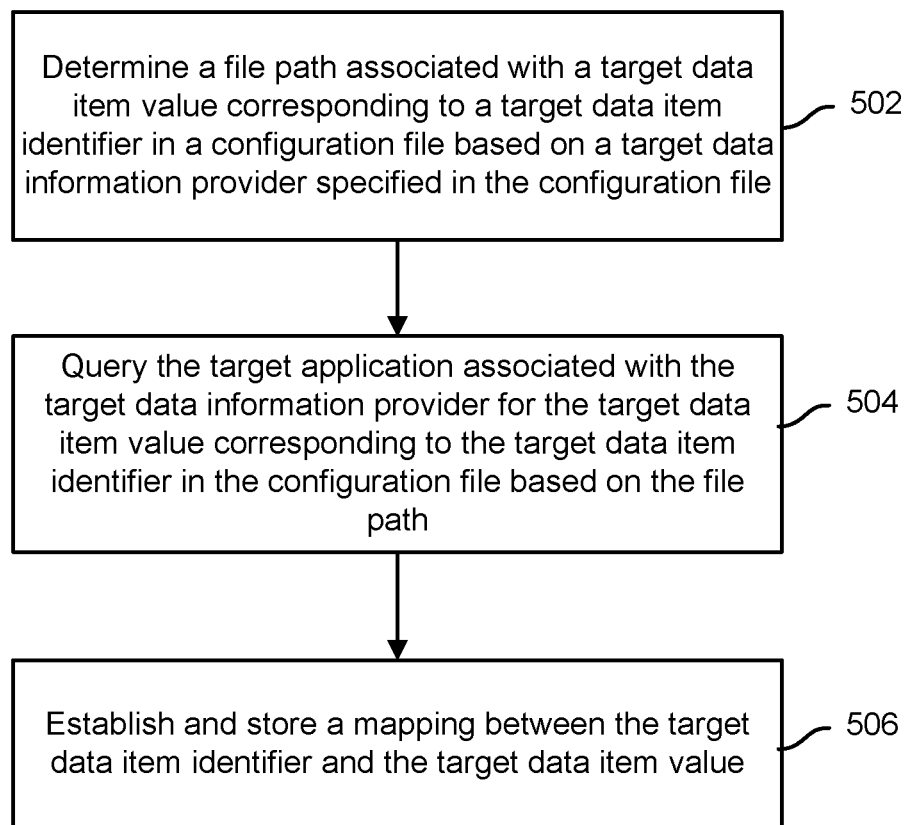 Determine a file path associated with a target data
item value corresponding to a target data item
identifier in a configuration file based on a target data
information provider specified in the configuration file
502
Query the target application associated with the
target data information provider for the target data
item value corresponding to the target data item
identifier in the configuration file based on the file
path
504
Establish and store a mapping between the target
data item identifier and the target data item value
506